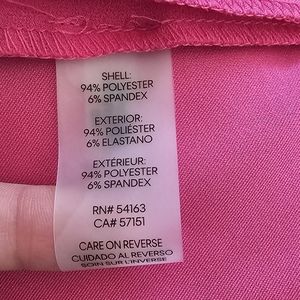 SHELL:
94% POLYESTER
6% SPANDEX
EXTERIOR:
94% POLIÉSTER
6% ELASTANO
EXTÉRIEUR:
94% POLYESTER
6% SPANDEX
RN# 54163
CA# 57151
CARE ON REVERSE
CUIDADO AL REVERSO
SOIN SUR L'INVERSE